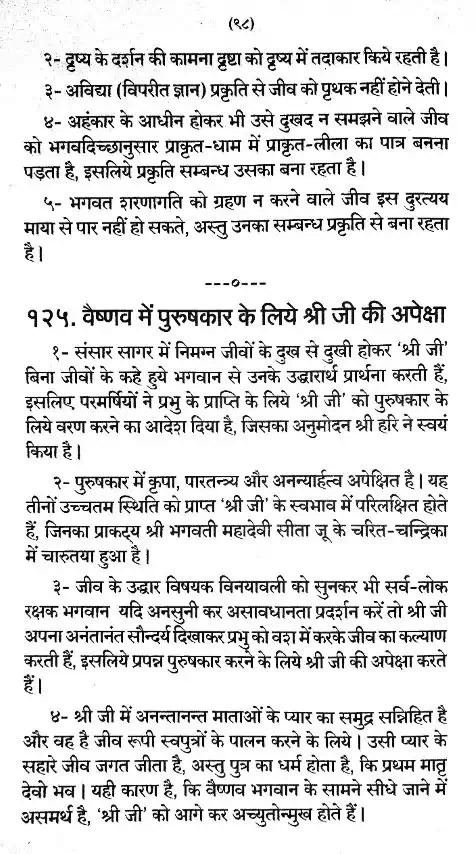 (९८)
२- दृष्य के दर्शन की कामना दृष्टा को दृष्य में तदाकार किये रहती है।
३- अविद्या (विपरीत ज्ञान) प्रकृति से जीव को पृथक नहीं होने देती।
४- अहंकार के आधीन होकर भी उसे दुखद न समझने वाले जीव
को भगवदिच्छानुसार प्राकृत-धाम में प्राकृत-लीला का पात्र बनना
पड़ता है, इसलिये प्रकृति सम्बन्ध उसका बना रहता है।
५- भगवत शरणागति को ग्रहण न करने वाले जीव इस दुरत्यय
माया से पार नहीं हो सकते, अस्तु उनका सम्बन्ध प्रकृति से बना रहता
है।
---०---
१२५. वैष्णव में पुरुषकार के लिये श्री जी की अपेक्षा
१- संसार सागर में निमग्न जीवों के दुख से दुखी होकर ‘श्री जी’
बिना जीवों के कहे हुये भगवान से उनके उद्धारार्थ प्रार्थना करती हैं,
इसलिए परमर्षियों ने प्रभु के प्राप्ति के लिये ‘श्री जी’ को पुरुषकार के
लिये वरण करने का आदेश दिया है, जिसका अनुमोदन श्री हरि ने स्वयं
किया है।
२- पुरुषकार में कृपा, पारतन्त्र्य और अनन्यार्हत्व अपेक्षित है। यह
तीनों उच्चतम स्थिति को प्राप्त ‘श्री जी’ के स्वभाव में परिलक्षित होते
हैं, जिनका प्राकट्य श्री भगवती महादेवी सीता जू के चरित-चन्द्रिका
में चारुतया हुआ है।
३- जीव के उद्धार विषयक विनयावली को सुनकर भी सर्व-लोक
रक्षक भगवान यदि अनसुनी कर असावधानता प्रदर्शन करें तो श्री जी
अपना अनंतानंत सौन्दर्य दिखाकर प्रभु को वश में करके जीव का कल्याण
करती हैं, इसलिये प्रपन्न पुरुषकार करने के लिये श्री जी की अपेक्षा करते
हैं।
४- श्री जी में अनन्तानन्त माताओं के प्यार का समुद्र सन्निहित है
और वह है जीव रूपी स्वपुत्रों के पालन करने के लिये। उसी प्यार के
सहारे जीव जगत जीता है, अस्तु पुत्र का धर्म होता है, कि प्रथम मातृ
देवो भव। यही कारण है, कि वैष्णव भगवान के सामने सीधे जाने में
असमर्थ है, ‘श्री जी’ को आगे कर अच्युतोन्मुख होते हैं।